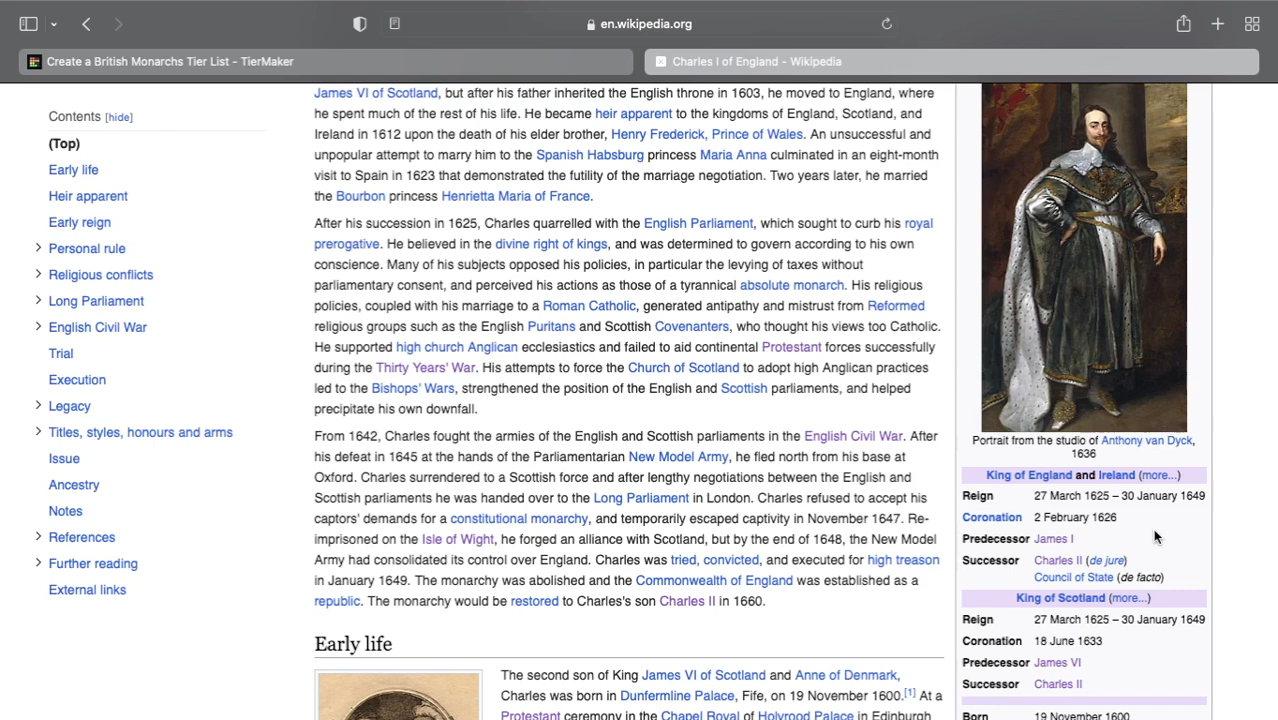 en.wikipedia.org
Create a British Monarchs Tier List - TierMaker
Charles I of England - Wikipedia
Contents [hide]
(Top)
Early life
Heir apparent
Early reign
Personal rule
Religious conflicts
Long Parliament
English Civil War
Trial
Execution
Legacy
Titles, styles, honours and arms
Issue
Ancestry
Notes
References
Further reading
External links
James VI of Scotland, but after his father inherited the English throne in 1603, he moved to England, where
he spent much of the rest of his life. He became heir apparent to the kingdoms of England, Scotland, and
Ireland in 1612 upon the death of his elder brother, Henry Frederick, Prince of Wales. An unsuccessful and
unpopular attempt to marry him to the Spanish Habsburg princess Maria Anna culminated in an eight-month
visit to Spain in 1623 that demonstrated the futility of the marriage negotiation. Two years later, he married
the Bourbon princess Henrietta Maria of France.
After his succession in 1625, Charles quarrelled with the English Parliament, which sought to curb his royal
prerogative. He believed in the divine right of kings, and was determined to govern according to his own
conscience. Many of his subjects opposed his policies, in particular the levying of taxes without
parliamentary consent, and perceived his actions as those of a tyrannical absolute monarch. His religious
policies, coupled with his marriage to a Roman Catholic, generated antipathy and mistrust from Reformed
religious groups such as the English Puritans and Scottish Covenanters, who thought his views too Catholic.
He supported high church Anglican ecclesiastics and failed to aid continental Protestant forces successfully
during the Thirty Years' War. His attempts to force the Church of Scotland to adopt high Anglican practices
led to the Bishops' Wars, strengthened the position of the English and Scottish parliaments, and helped
precipitate his own downfall.
From 1642, Charles fought the armies of the English and Scottish parliaments in the English Civil War. After
his defeat in 1645 at the hands of the Parliamentarian New Model Army, he fled north from his base at
Oxford. Charles surrendered to a Scottish force and after lengthy negotiations between the English and
Scottish parliaments he was handed over to the Long Parliament in London. Charles refused to accept his
captors' demands for a constitutional monarchy, and temporarily escaped captivity in November 1647. Re-
imprisoned on the Isle of Wight, he forged an alliance with Scotland, but by the end of 1648, the New Model
Army had consolidated its control over England. Charles was tried, convicted, and executed for high treason
in January 1649. The monarchy was abolished and the Commonwealth of England was established as a
republic. The monarchy would be restored to Charles's son Charles II in 1660.
Early life
The second son of King James VI of Scotland and Anne of Denmark,
Charles was born in Dunfermline Palace, Fife, on 19 November 1600.[1] At a
Protestant ceremony in the Chapel Royal of Holyrood Palace in Edinburgh
Portrait from the studio of Anthony van Dyck,
1636
King of England and Ireland (more...)
Reign 27 March 1625 – 30 January 1649
Coronation 2 February 1626
Predecessor James I
Successor Charles II (de jure)
Council of State (de facto)
King of Scotland (more...)
Reign 27 March 1625 – 30 January 1649
Coronation 18 June 1633
Predecessor James VI
Successor Charles II
Born 19 November 1600